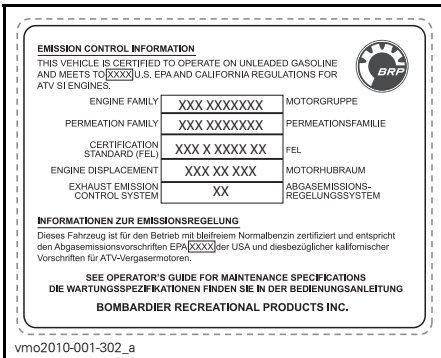 EMISSION CONTROL INFORMATION
THIS VEHICLE IS CERTIFIED TO OPERATE ON UNLEADED GASOLINE
AND MEETS TO XXXX U.S. EPA AND CALIFORNIA REGULATIONS FOR
ATV SI ENGINES.
BRP
ENGINE FAMILY XXX XXXXXXX MOTORGRUPPE
PERMEATION FAMILY XXX XXXXXXX PERMEATIONSFAMILIE
CERTIFICATION
STANDARD (FEL) XXX X XXXX XX FEL
ENGINE DISPLACEMENT XXX XX XXX MOTORHUBRAUM
EXHAUST EMISSION ABGASEMISSIONS-
CONTROL SYSTEM XX REGELUNGSSYSTEM
INFORMATIONEN ZUR EMISSIONSREGELUNG
Dieses Fahrzeug ist für den Betrieb mit bleifreiem Normalbenzin zertifiziert und entspricht
den Abgasemissionsvorschriften EPA XXXX der USA und diesbezüglicher kalifornischer
Vorschriften für ATV-Vergasermotoren.
SEE OPERATOR'S GUIDE FOR MAINTENANCE SPECIFICATIONS
DIE WARTUNGSSPEZIFIKATIONEN FINDEN SIE IN DER BEDIENUNGSANLEITUNG
BOMBARDIER RECREATIONAL PRODUCTS INC.
vmo2010-001-302_a